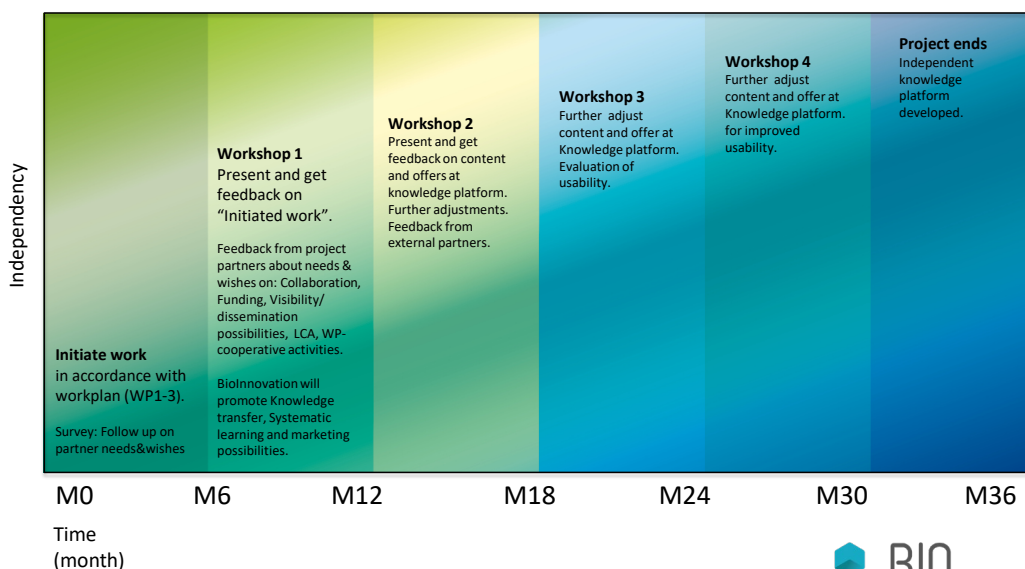 Independency
Initiate work
in accordance with
workplan (WP1-3).
Survey: Follow up on
partner needs&wishes
Workshop 1
Present and get
feedback on
“Initiated work”.
Feedback from project
partners about needs &
wishes on: Collaboration,
Funding, Visibility/
dissemination
possibilities, LCA, WP-
cooperative activities.
BioInnovation will
promote Knowledge
transfer, Systematic
learning and marketing
possibilities.
Workshop 2
Present and get
feedback on content
and offers at
knowledge platform.
Further adjustments.
Feedback from
external partners.
Workshop 3
Further adjust
content and offer at
Knowledge platform.
Evaluation of
usability.
Workshop 4
Further adjust
content and offer at
Knowledge platform.
for improved
usability.
Project ends
Independent
knowledge
platform
developed.
M0 M6 M12 M18 M24 M30 M36
Time
(month)
BIO